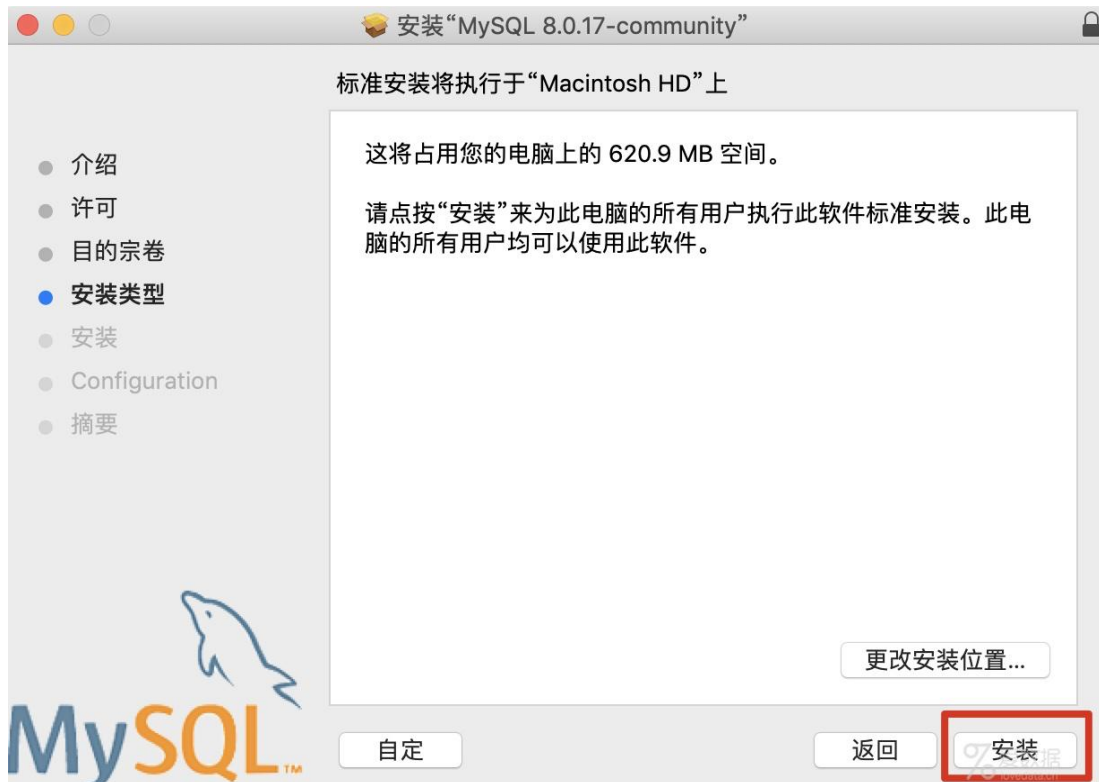 安装“MySQL 8.0.17-community”
标准安装将执行于“Macintosh HD”上
介绍
许可
目的宗卷
安装类型
安装
Configuration
摘要
这将占用您的电脑上的 620.9 MB 空间。
请点按“安装”来为此电脑的所有用户执行此软件标准安装。此电
脑的所有用户均可以使用此软件。
更改安装位置...
MySQL™
自定
返回
安装